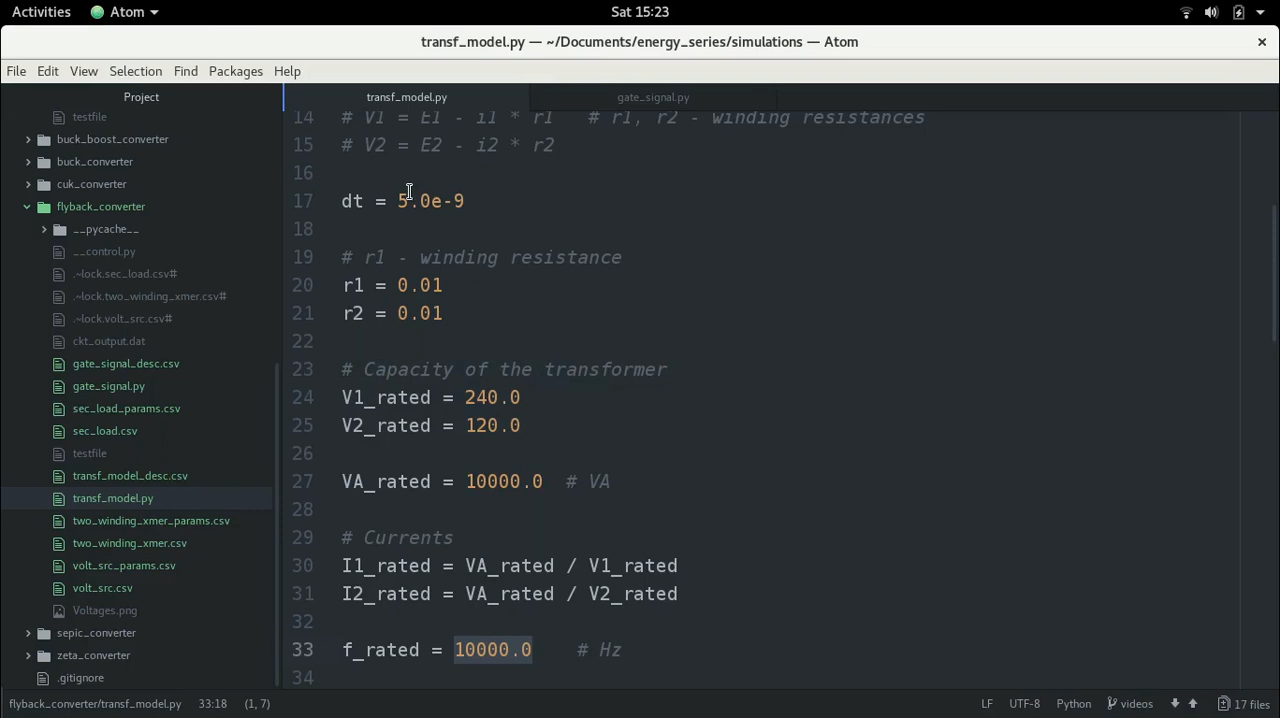 Activities Atom Sat 15:23
transf_model.py — ~/Documents/energy_series/simulations — Atom
File Edit View Selection Find Packages Help
Project
testfile
buck_boost_converter
buck_converter
cuk_converter
flyback_converter
__pycache__
__control.py
.~lock.sec_load.csv#
.~lock.two_winding_xmer.csv#
.~lock.volt_src.csv#
ckt_output.dat
gate_signal_desc.csv
gate_signal.py
sec_load_params.csv
sec_load.csv
testfile
transf_model_desc.csv
transf_model.py
two_winding_xmer_params.csv
two_winding_xmer.csv
volt_src_params.csv
volt_src.csv
Voltages.png
sepic_converter
zeta_converter
.gitignore
transf_model.py gate_signal.py
14 # V1 = E1 - i1 * r1 # r1, r2 - winding resistances
15 # V2 = E2 - i2 * r2
16
17 dt = 5.0e-9
18
19 # r1 - winding resistance
20 r1 = 0.01
21 r2 = 0.01
22
23 # Capacity of the transformer
24 V1_rated = 240.0
25 V2_rated = 120.0
26
27 VA_rated = 10000.0 # VA
28
29 # Currents
30 I1_rated = VA_rated / V1_rated
31 I2_rated = VA_rated / V2_rated
32
33 f_rated = 10000.0 # Hz
34
flyback_converter/transf_model.py 33:18 (1, 7) LF UTF-8 Python videos 17 files